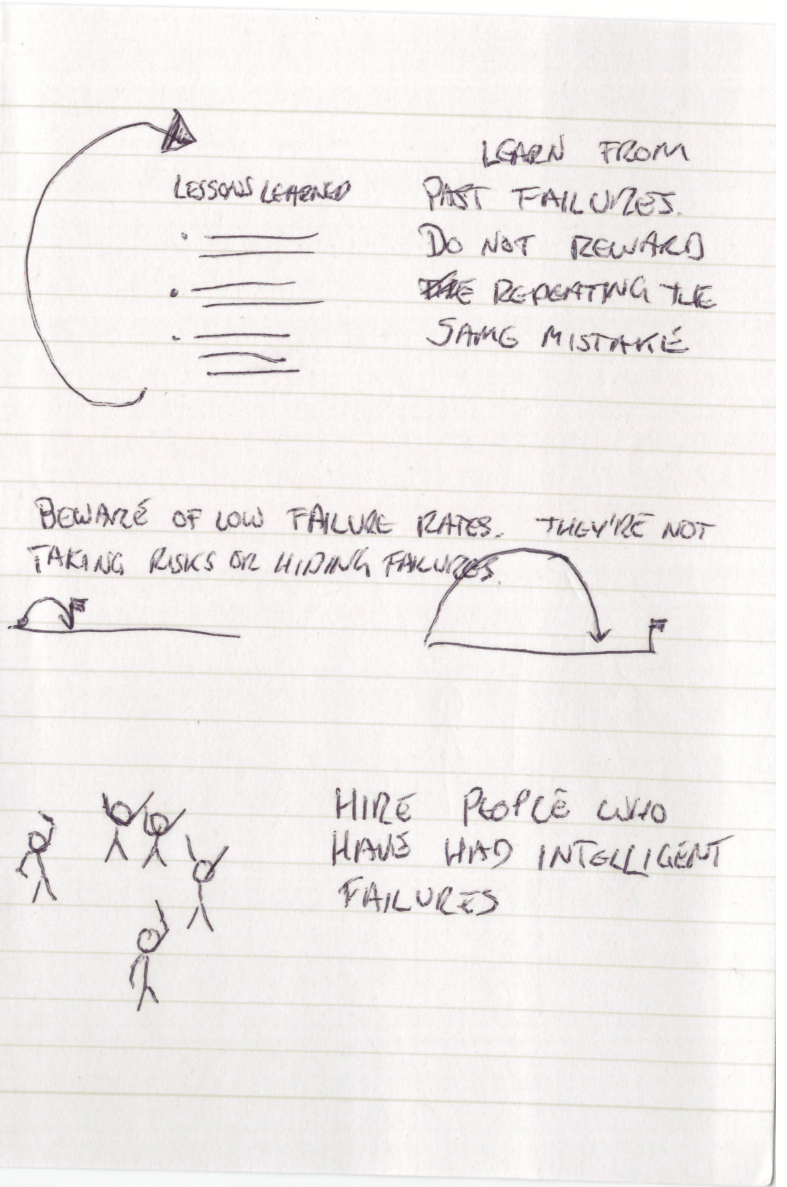 LESSONS LEARNED
LEARN FROM
PAST FAILURES.
DO NOT REWARD
THE REPEATING THE
SAME MISTAKE
BEWARE OF LOW FAILURE RATES. THEY'RE NOT
TAKING RISKS OR HIDING FAILURES.
HIRE PEOPLE WHO
HAVE HAD INTELLIGENT
FAILURES